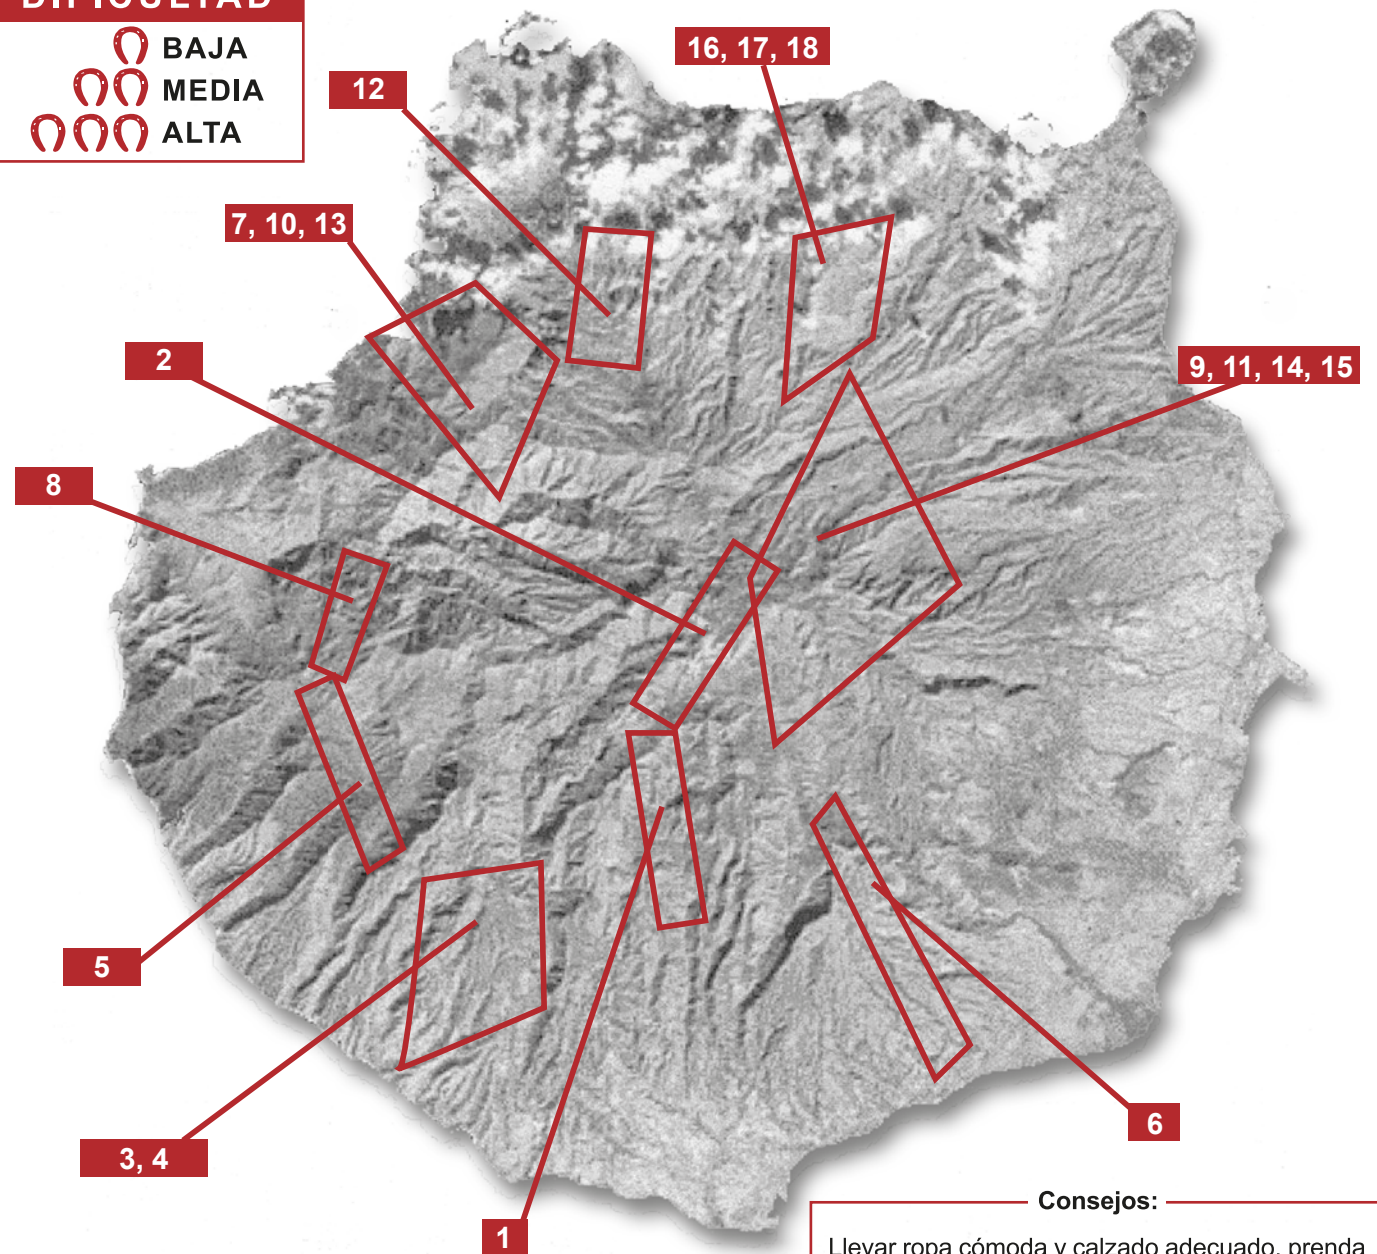 DIFICULTAD
BAJA
MEDIA
ALTA
16, 17, 18
12
7, 10, 13
2
9, 11, 14, 15
8
5
3, 4
6
1
Consejos:
Llevar ropa cómoda y calzado adecuado, prenda